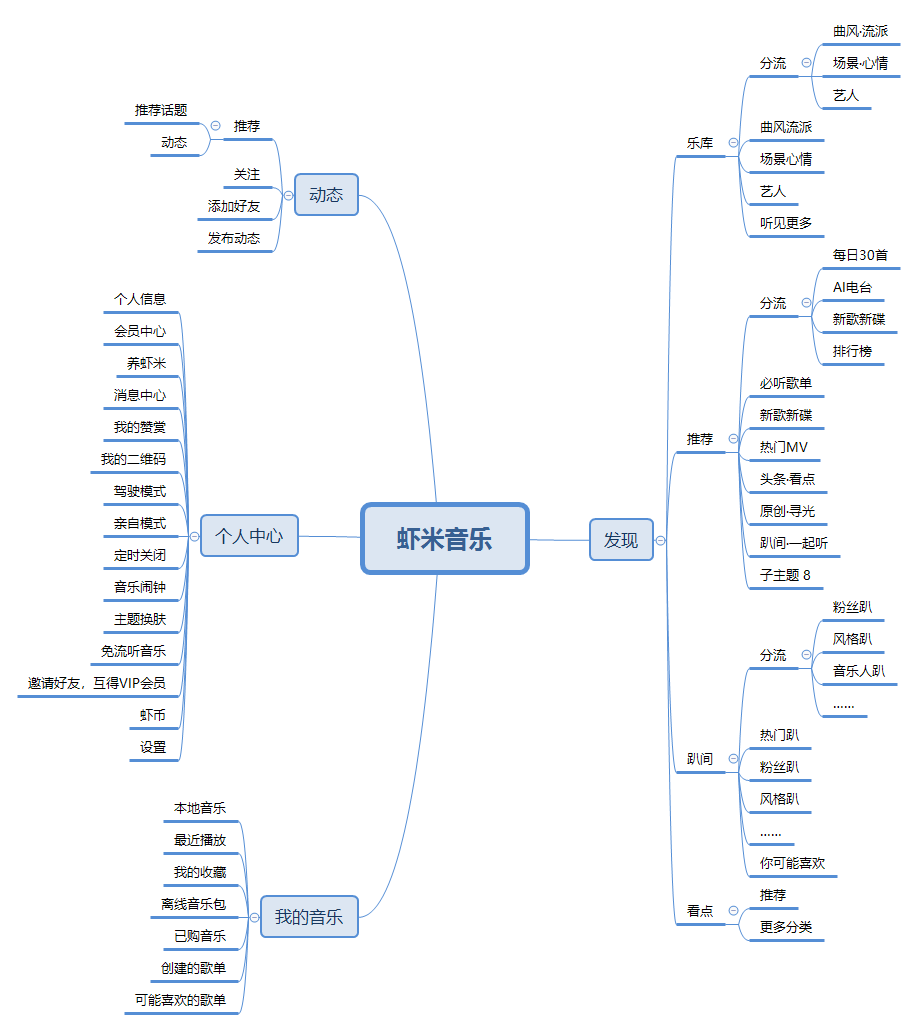 虾米音乐
发现
乐库
分流
曲风·流派
场景·心情
艺人
曲风流派
场景心情
艺人
听见更多
推荐
分流
每日30首
AI电台
新歌新碟
排行榜
必听歌单
新歌新碟
热门MV
头条·看点
原创·寻光
趴间·一起听
子主题 8
趴间
分流
粉丝趴
风格趴
音乐人趴
……
热门趴
粉丝趴
风格趴
……
你可能喜欢
看点
推荐
更多分类
动态
推荐
推荐话题
动态
关注
添加好友
发布动态
个人中心
个人信息
会员中心
养虾米
消息中心
我的赞赏
我的二维码
驾驶模式
亲自模式
定时关闭
音乐闹钟
主题换肤
免流听音乐
邀请好友，互得VIP会员
虾币
设置
我的音乐
本地音乐
最近播放
我的收藏
离线音乐包
已购音乐
创建的歌单
可能喜欢的歌单